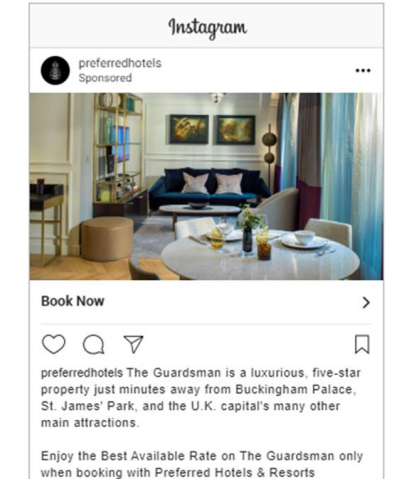 Instagram
preferredhotels
Sponsored
Book Now
preferredhotels The Guardsman is a luxurious, five-star
property just minutes away from Buckingham Palace,
St. James' Park, and the U.K. capital's many other
main attractions.
Enjoy the Best Available Rate on The Guardsman only
when booking with Preferred Hotels & Resorts